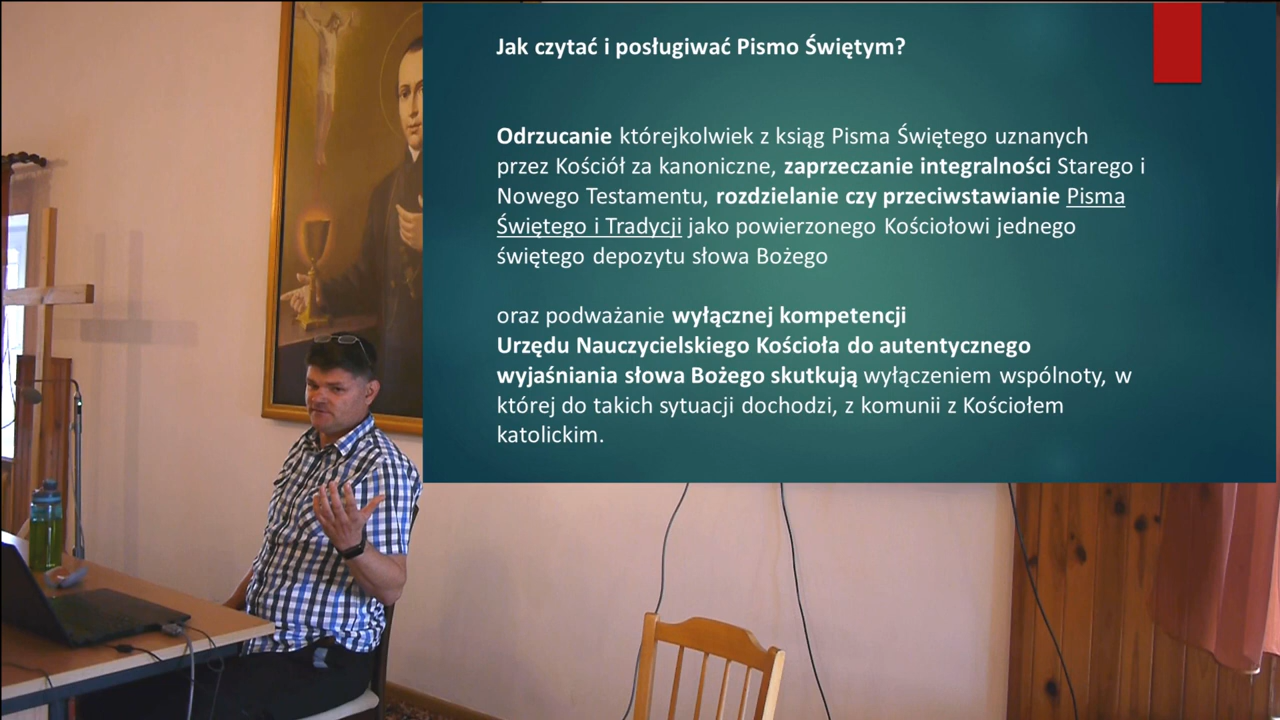 Jak czytać i posługiwać Pismo Świętym?
Odrzucanie którejkolwiek z ksiąg Pisma Świętego uznanych
przez Kościół za kanoniczne, zaprzeczanie integralności Starego i
Nowego Testamentu, rozdzielanie czy przeciwstawianie Pisma
Świętego i Tradycji jako powierzonego Kościołowi jednego
świętego depozytu słowa Bożego
oraz podważanie wyłącznej kompetencji
Urzędu Nauczycielskiego Kościoła do autentycznego
wyjaśniania słowa Bożego skutkują wyłączeniem wspólnoty, w
której do takich sytuacji dochodzi, z komunii z Kościołem
katolickim.